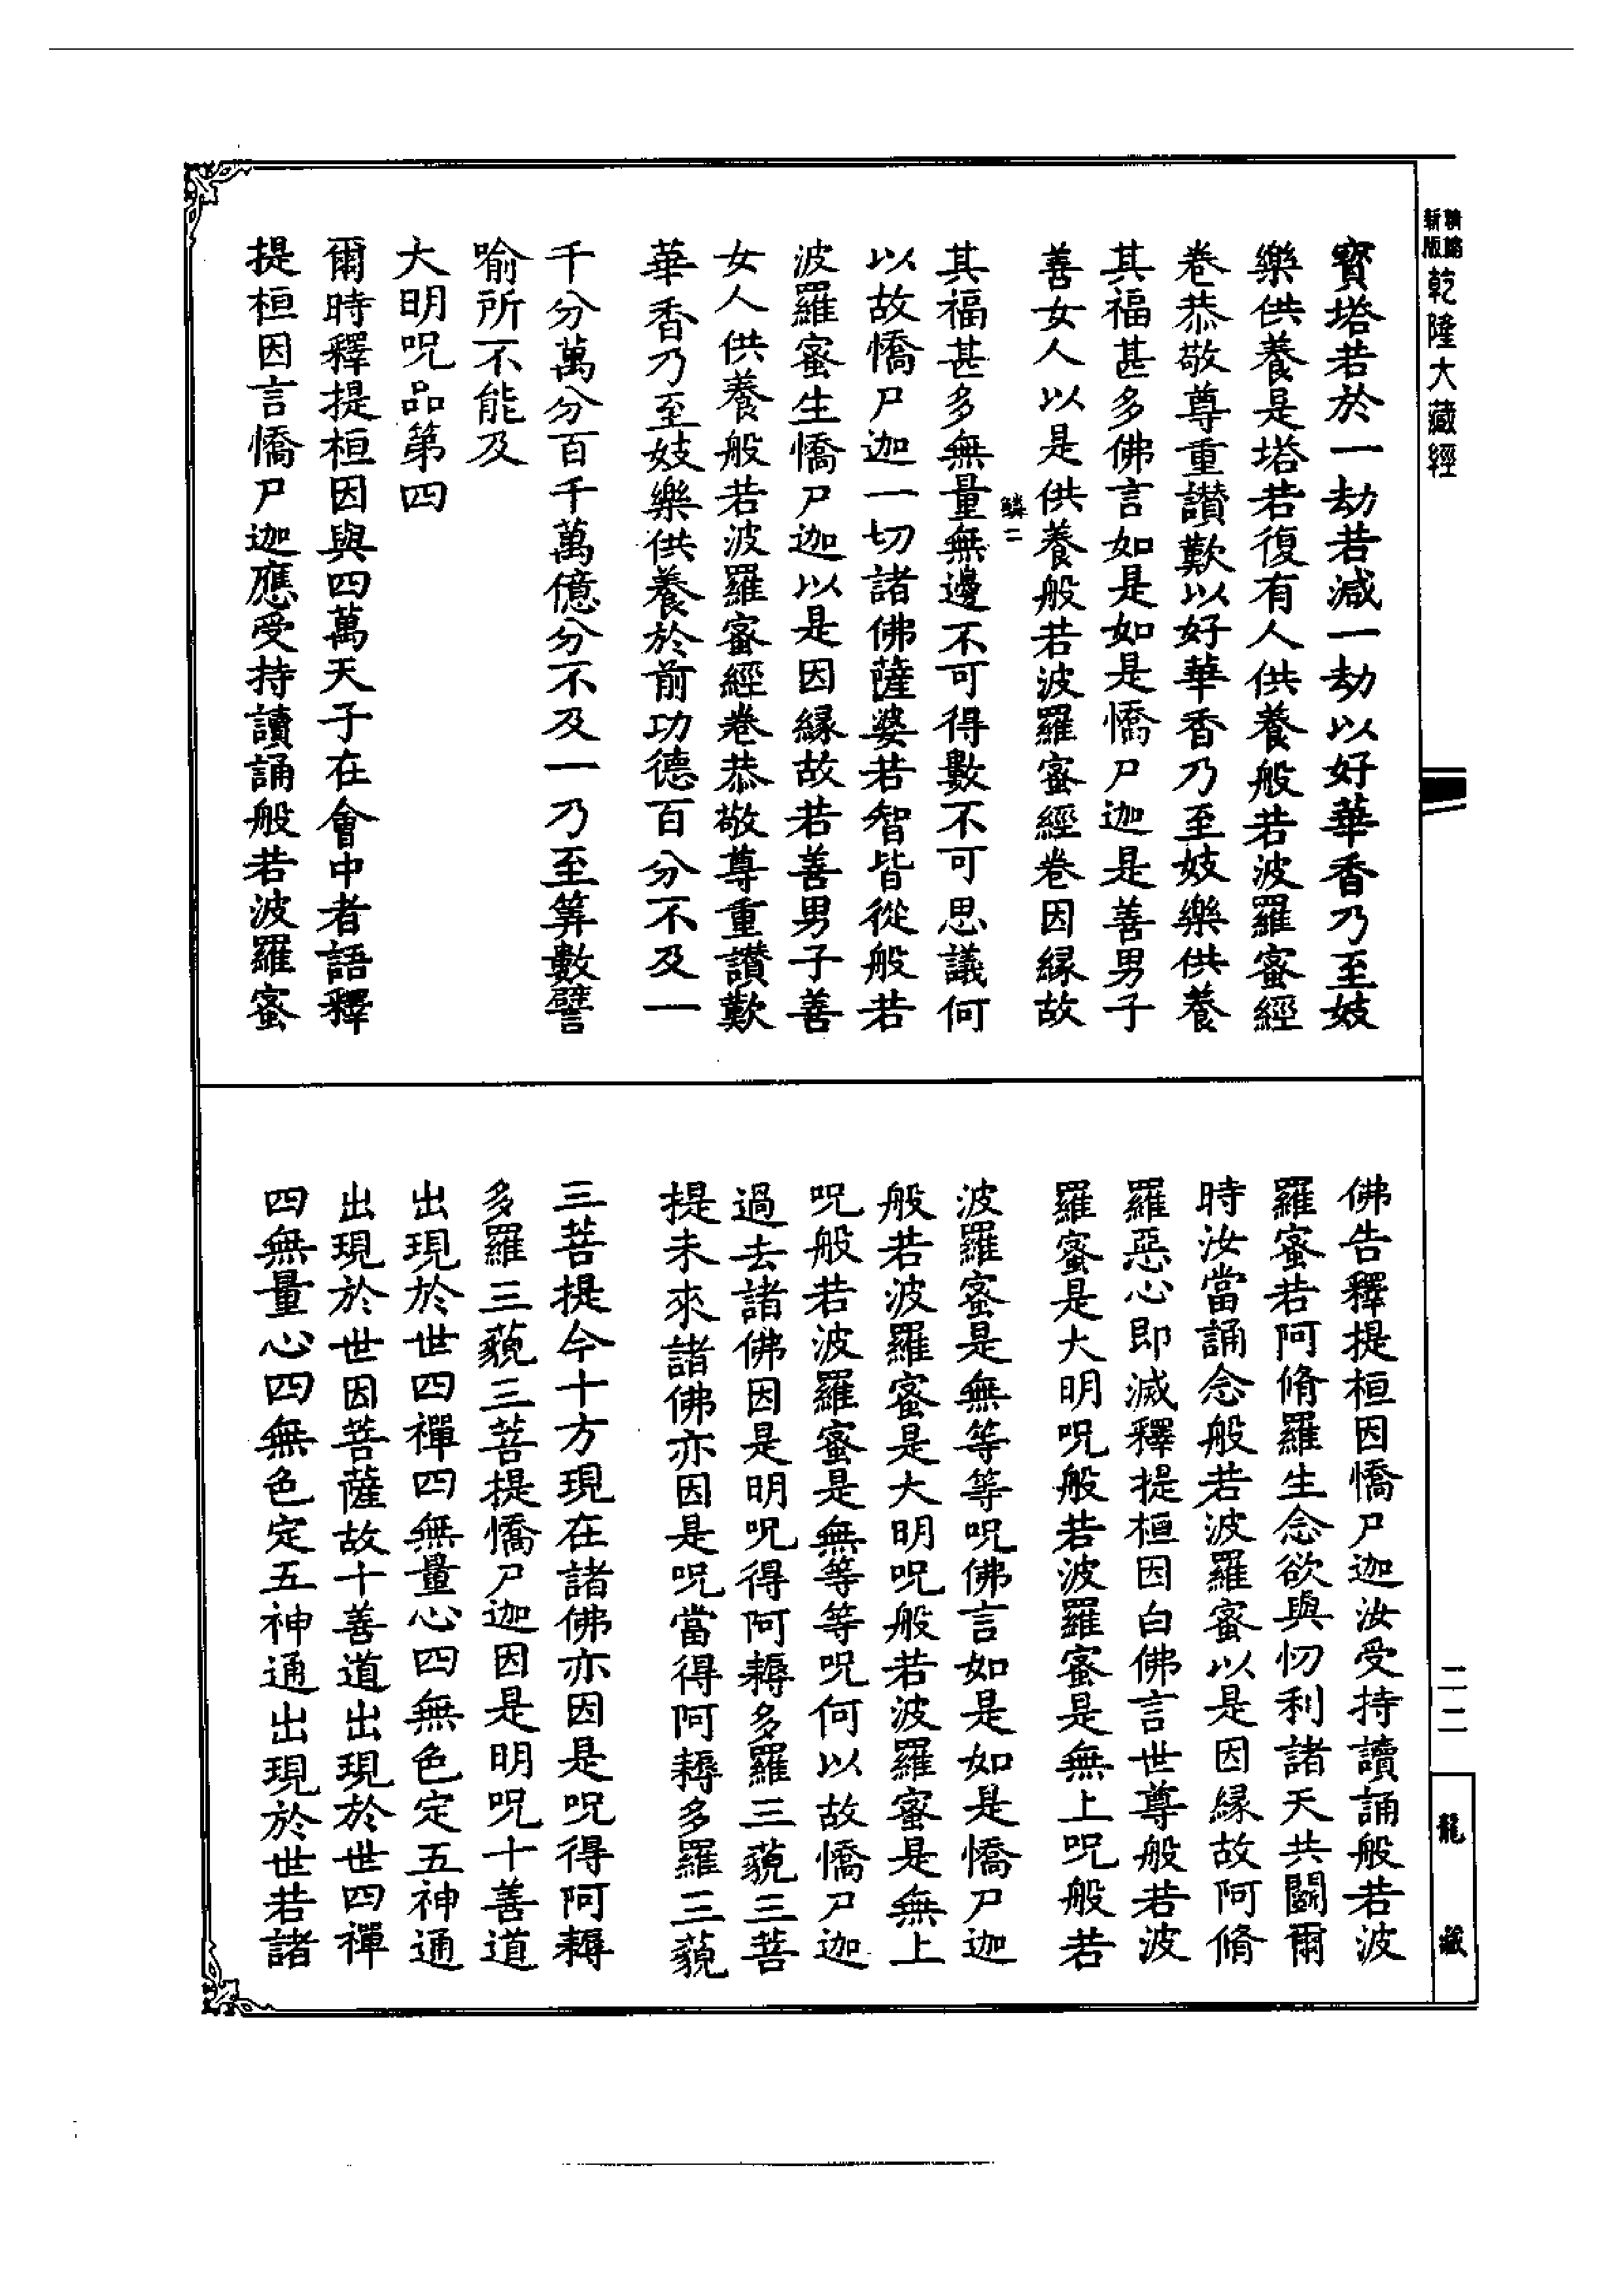 新版
乾隆大藏經
寶塔若於一劫若減一劫以好華香乃至妓
樂供養是塔若復有人供養般若波羅蜜經
卷恭敬尊重讚歎以好華香乃至妓樂供養
其福甚多佛言如是如是憍尸迦是善男子
善女人以是供養般若波羅蜜經卷因緣故
鱗二
其福甚多無量無邊不可得數不可思議何
以故憍尸迦一切諸佛薩婆若智皆從般若
波羅蜜生憍尸迦以是因緣故若善男子善
女人供養般若波羅蜜經卷恭敬尊重讚歎
華香乃至妓樂供養於前功德百分不及一
千分萬分百千萬億分不及一乃至筭數譬
喻所不能及
大明呪品第四
爾時釋提桓因與四萬天子在會中者語釋
提桓因言憍尸迦應受持讀誦般若波羅蜜
佛告釋提桓因憍尸迦汝受持讀誦般若波
羅蜜若阿脩羅生念欲與忉利諸天共鬬爾
時汝當誦念般若波羅蜜以是因緣故阿脩
羅惡心即滅釋提桓因白佛言世尊般若波
羅蜜是大明呪般若波羅蜜是無上呪般若
波羅蜜是無等等呪佛言如是如是憍尸迦
般若波羅蜜是大明呪般若波羅蜜是無上
呪般若波羅蜜是無等等呪何以故憍尸迦
過去諸佛因是明呪得阿耨多羅三藐三菩
提未來諸佛亦因是呪當得阿耨多羅三藐
三菩提今十方現在諸佛亦因是呪得阿耨
多羅三藐三菩提憍尸迦因是明呪十善道
出現於世四禪四無量心四無色定五神通
出現於世因菩薩故十善道出現於世四禪
四無量心四無色定五神通出現於世若諸
二二
龍藏